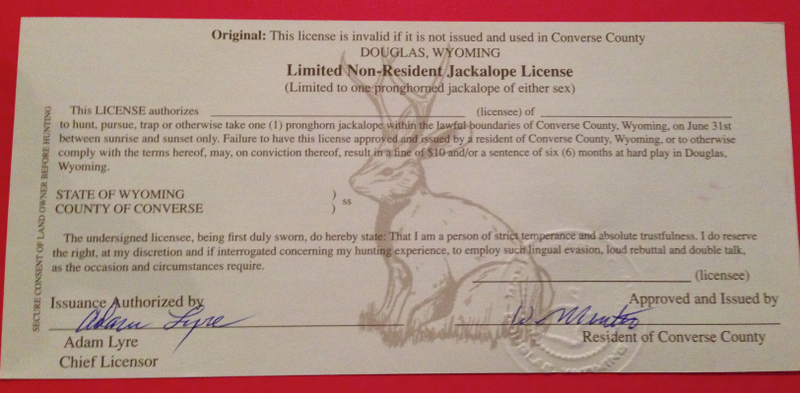 Original: This license is invalid if it is not issued and used in Converse County
DOUGLAS, WYOMING
Limited Non-Resident Jackalope License
(Limited to one pronghorned jackalope of either sex)
This LICENSE authorizes (licensee) of
to hunt, pursue, trap or otherwise take one (1) pronghorn jackalope within the lawful boundaries of Converse County, Wyoming, on June 31st
between sunrise and sunset only. Failure to have this license approved and issued by a resident of Converse County, Wyoming, or to otherwise
comply with the terms hereof, may, on conviction thereof, result in a fine of $10 and/or a sentence of six (6) months at hard play in Douglas,
Wyoming.
STATE OF WYOMING )
ss
COUNTY OF CONVERSE )
The undersigned licensee, being first duly sworn, do hereby state: That I am a person of strict temperance and absolute trustfulness. I do reserve
the right, at my discretion and if interrogated concerning my hunting experience, to employ such lingual evasion, loud rebuttal and double talk,
as the occasion and circumstances require.
(licensee)
Issuance Authorized by
Approved and Issued by
Adam Lyre
Adam Lyre
Chief Licensor
Resident of Converse County
SECURE CONSENT OF LAND OWNER BEFORE HUNTING